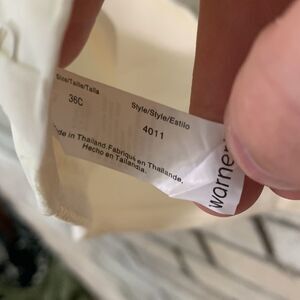 Size/Taille/Talla
36C
Style/Style/Estilo
4011
de in Thailand.Fabriqué en Thaïlande.
Hecho en Tailandia.
warner